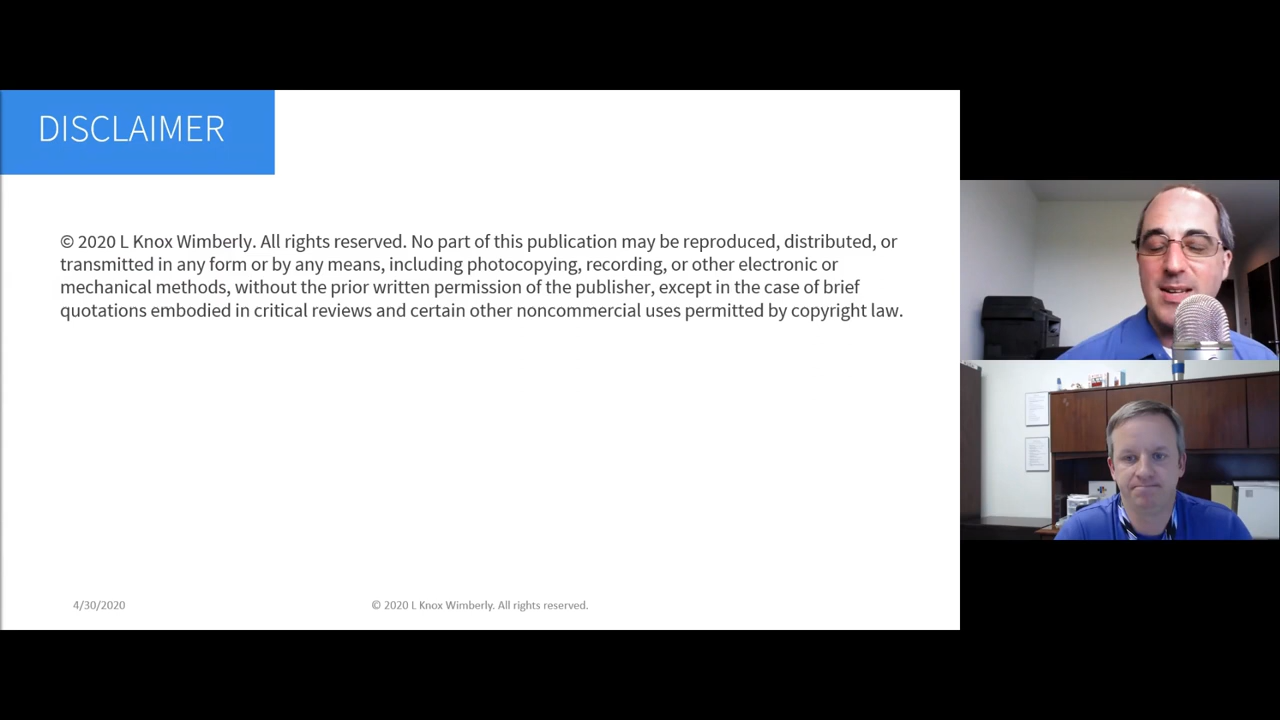 DISCLAIMER
© 2020 L Knox Wimberly. All rights reserved. No part of this publication may be reproduced, distributed, or
transmitted in any form or by any means, including photocopying, recording, or other electronic or
mechanical methods, without the prior written permission of the publisher, except in the case of brief
quotations embodied in critical reviews and certain other noncommercial uses permitted by copyright law.
4/30/2020
© 2020 L Knox Wimberly. All rights reserved.